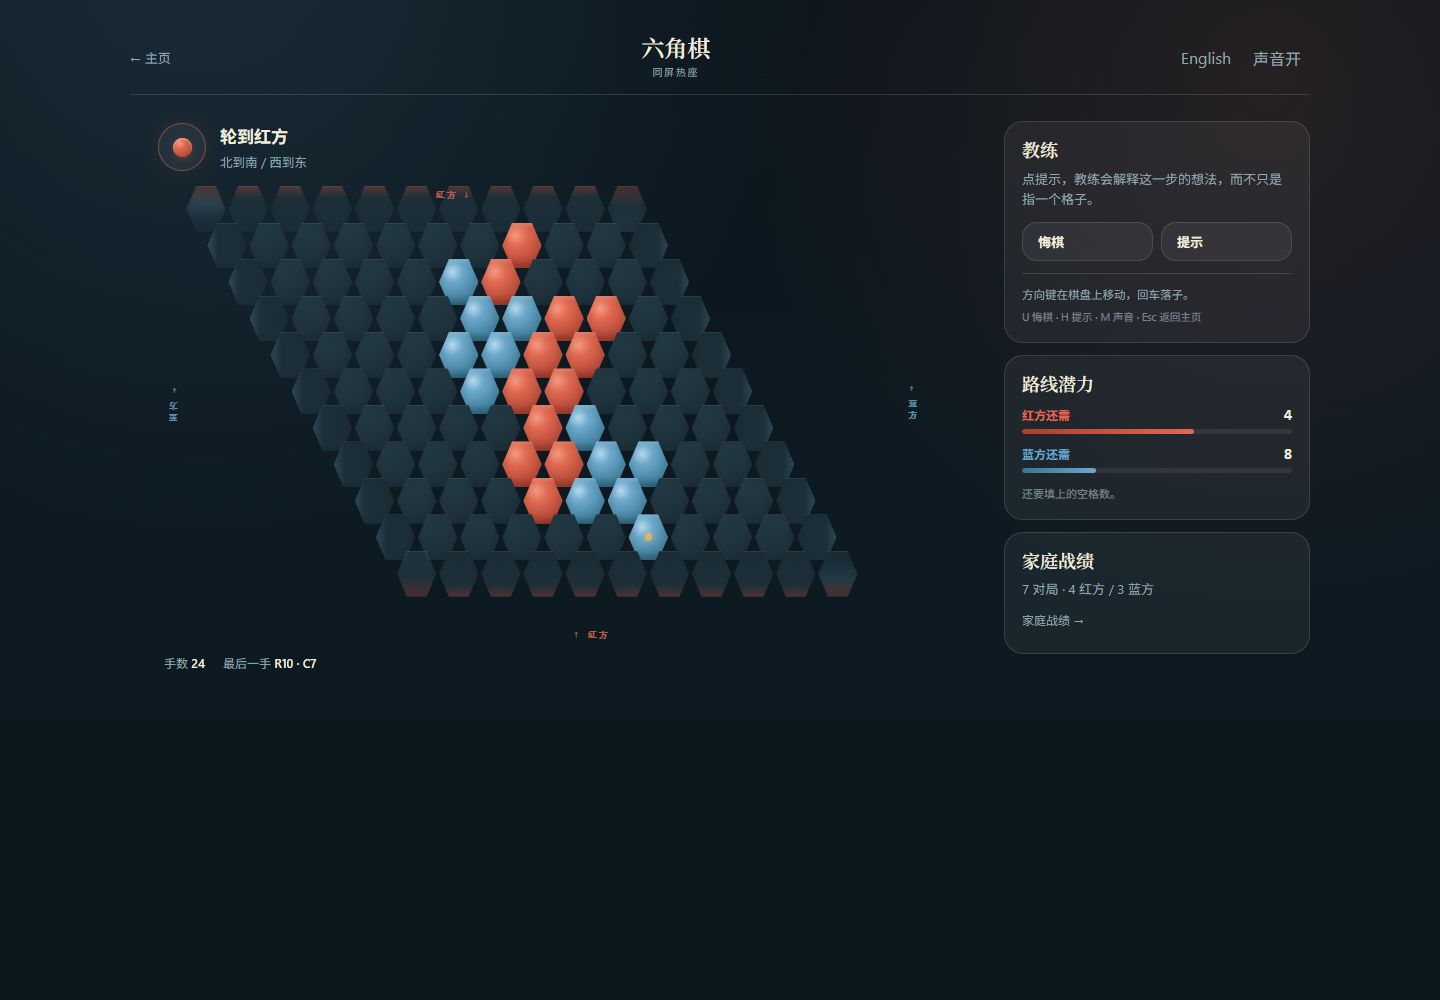 ← 主页
六角棋
同屏热座
English
声音开
轮到红方
北到南 / 西到东
红方 ↓
↑ 蓝方
↑ 蓝方
↑ 红方
手数 24 最后一手 R10 · C7
教练
点提示，教练会解释这一步的想法，而不只是
指一个格子。
悔棋
提示
方向键在棋盘上移动，回车落子。
U 悔棋 · H 提示 · M 声音 · Esc 返回主页
路线潜力
红方还需 4
蓝方还需 8
还要填上的空格数。
家庭战绩
7 对局 · 4 红方 / 3 蓝方
家庭战绩 →